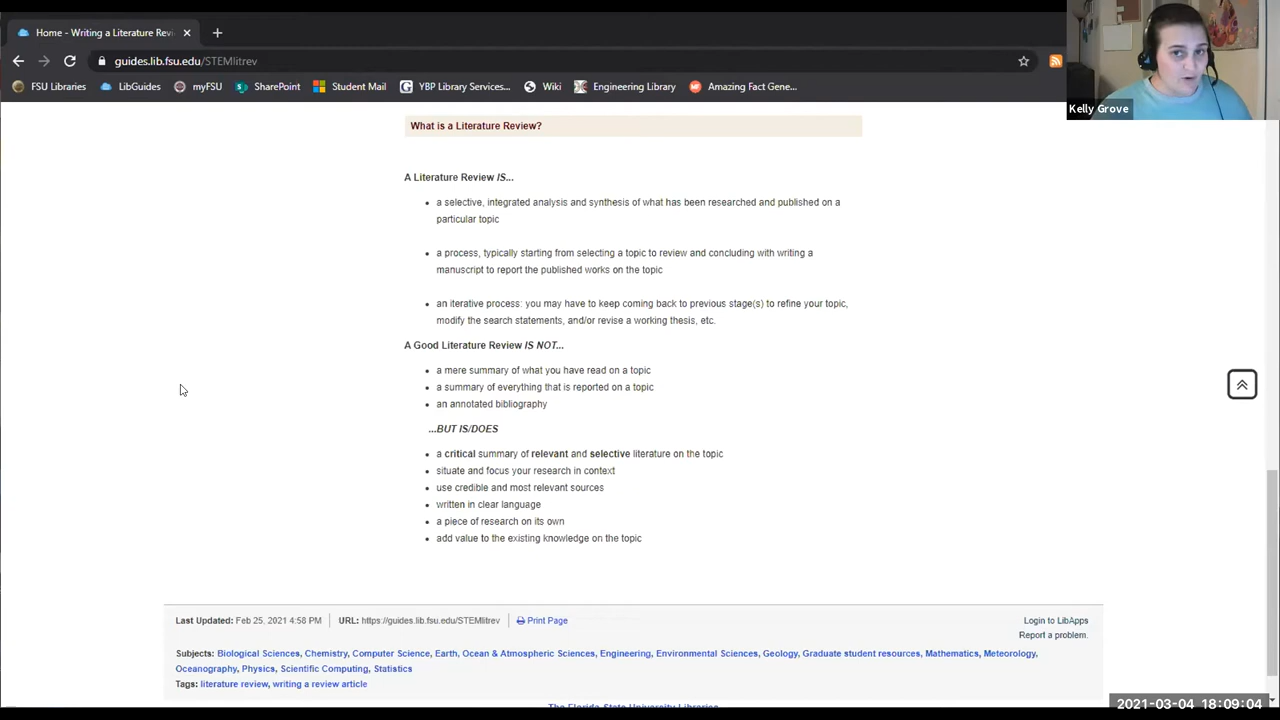 Home - Writing a Literature Revi
guides.lib.fsu.edu/STEMlitrev
FSU Libraries LibGuides myFSU SharePoint Student Mail YBP Library Services... Wiki Engineering Library Amazing Fact Gene...
Kelly Grove
What is a Literature Review?
A Literature Review IS...
• a selective, integrated analysis and synthesis of what has been researched and published on a
particular topic
• a process, typically starting from selecting a topic to review and concluding with writing a
manuscript to report the published works on the topic
• an iterative process: you may have to keep coming back to previous stage(s) to refine your topic,
modify the search statements, and/or revise a working thesis, etc.
A Good Literature Review IS NOT...
• a mere summary of what you have read on a topic
• a summary of everything that is reported on a topic
• an annotated bibliography
...BUT IS/DOES
• a critical summary of relevant and selective literature on the topic
• situate and focus your research in context
• use credible and most relevant sources
• written in clear language
• a piece of research on its own
• add value to the existing knowledge on the topic
Last Updated: Feb 25, 2021 4:58 PM URL: https://guides.lib.fsu.edu/STEMlitrev Print Page
Login to LibApps
Report a problem.
Subjects: Biological Sciences, Chemistry, Computer Science, Earth, Ocean & Atmospheric Sciences, Engineering, Environmental Sciences, Geology, Graduate student resources, Mathematics, Meteorology,
Oceanography, Physics, Scientific Computing, Statistics
Tags: literature review, writing a review article
The Florida State University Libraries
2021-03-04 18:09:04